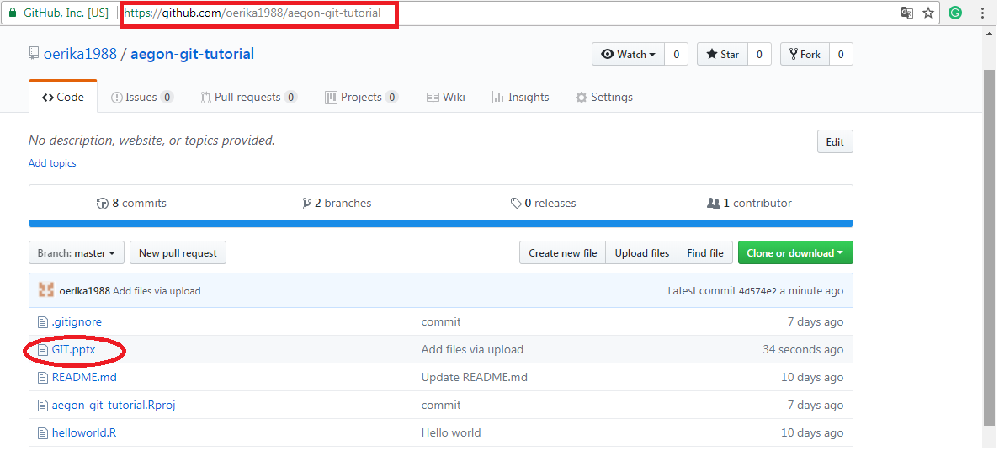 GitHub, Inc. [US] https://github.com/oerika1988/aegon-git-tutorial
oerika1988 / aegon-git-tutorial Watch 0 Star 0 Fork 0
Code Issues 0 Pull requests 0 Projects 0 Wiki Insights Settings
No description, website, or topics provided. Edit
Add topics
8 commits 2 branches 0 releases 1 contributor
Branch: master New pull request Create new file Upload files Find file Clone or download
oerika1988 Add files via upload Latest commit 4d574e2 a minute ago
.gitignore commit 7 days ago
GIT.pptx Add files via upload 34 seconds ago
README.md Update README.md 10 days ago
aegon-git-tutorial.Rproj commit 7 days ago
helloworld.R Hello world 10 days ago